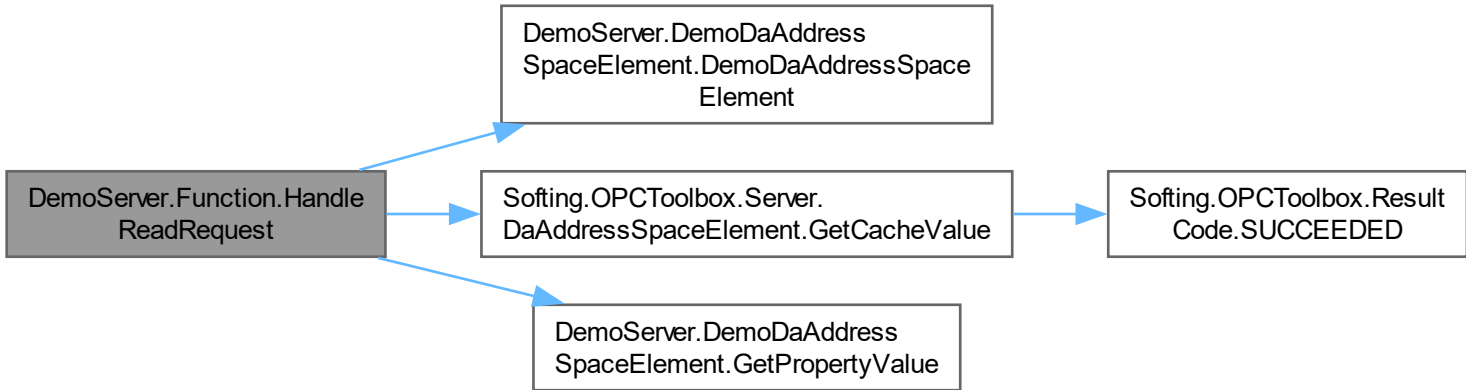 DemoServer.DemoDaAddress
SpaceElement.DemoDaAddressSpace
Element
DemoServer.Function.Handle
ReadRequest
Softing.OPCToolbox.Server.
DaAddressSpaceElement.GetCacheValue
Softing.OPCToolbox.Result
Code.SUCCEEDED
DemoServer.DemoDaAddress
SpaceElement.GetPropertyValue